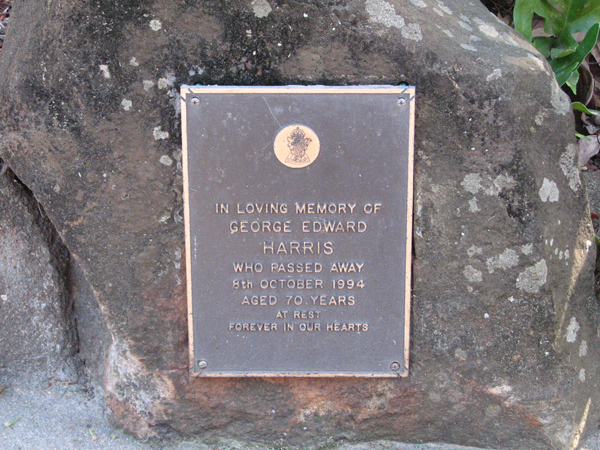 IN LOVING MEMORY OF
GEORGE EDWARD
HARRIS
WHO PASSED AWAY
8th OCTOBER 1994
AGED 70 YEARS
AT REST
FOREVER IN OUR HEARTS